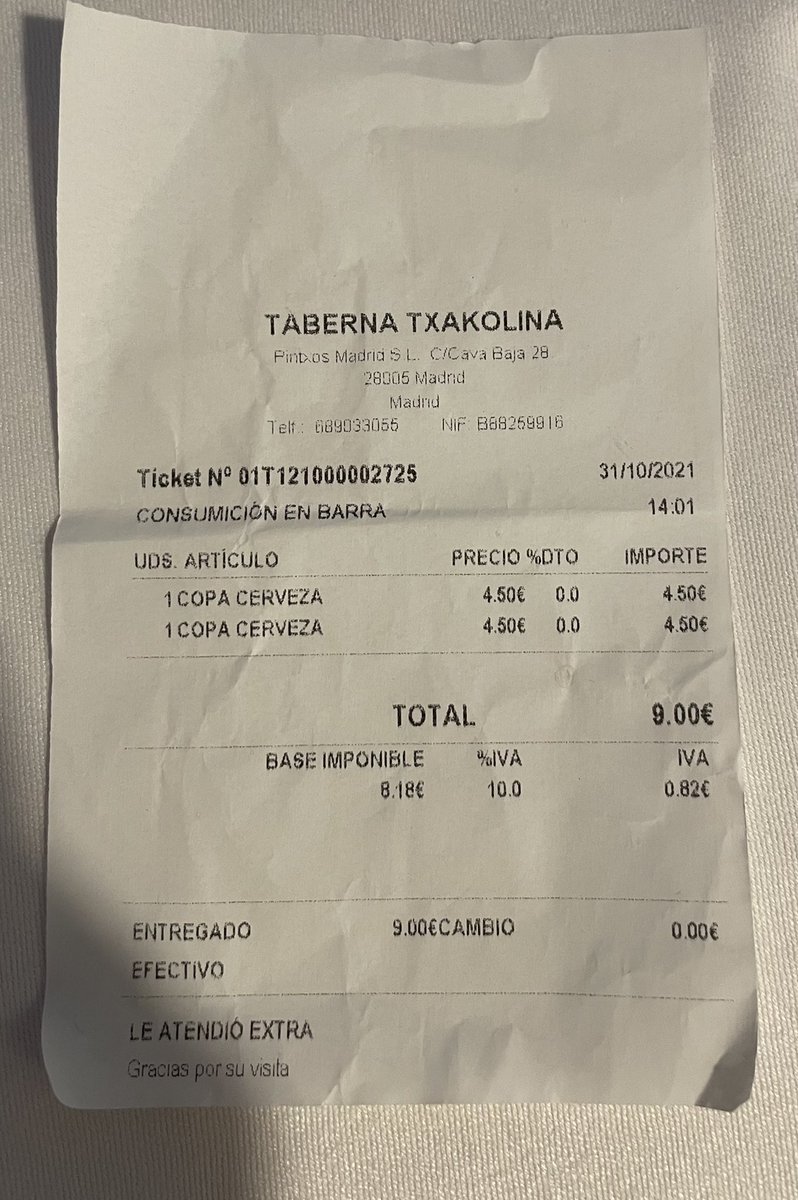 TABERNA TXAKOLINA
Pintxos Madrid S.L. C/Cava Baja 28
28005 Madrid
Madrid
Telf.: 689033055 NIF: B88259916
Ticket Nº 01T121000002725 31/10/2021
CONSUMICIÓN EN BARRA 14:01
UDS. ARTÍCULO PRECIO %DTO IMPORTE
1 COPA CERVEZA 4.50€ 0.0 4.50€
1 COPA CERVEZA 4.50€ 0.0 4.50€
TOTAL 9.00€
BASE IMPONIBLE %IVA IVA
8.18€ 10.0 0.82€
ENTREGADO 9.00€CAMBIO 0.00€
EFECTIVO
LE ATENDIÓ EXTRA
Gracias por su visita